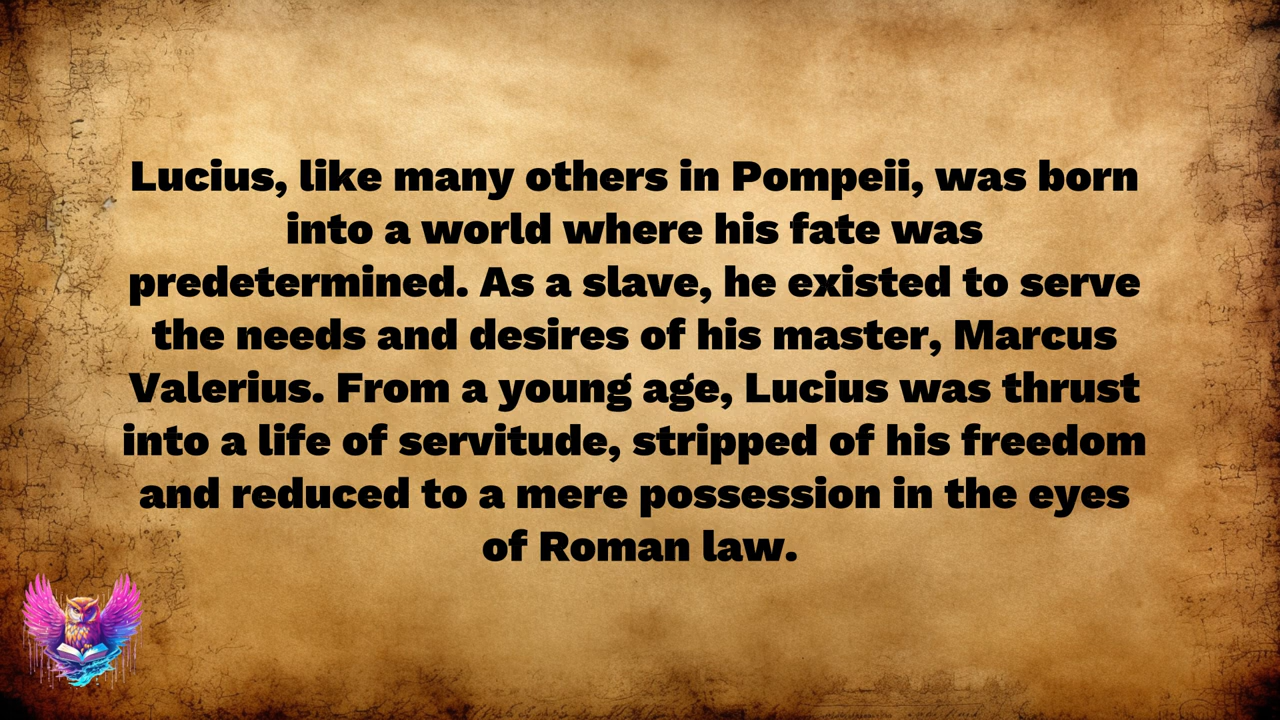 Lucius, like many others in Pompeii, was born
into a world where his fate was
predetermined. As a slave, he existed to serve
the needs and desires of his master, Marcus
Valerius. From a young age, Lucius was thrust
into a life of servitude, stripped of his freedom
and reduced to a mere possession in the eyes
of Roman law.